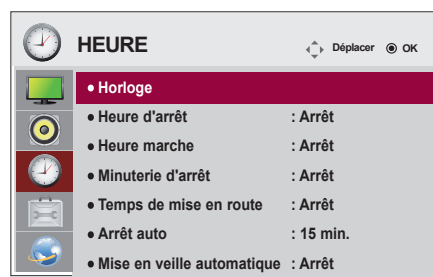 HEURE
Déplacer OK
• Horloge
• Heure d'arrêt : Arrêt
• Heure marche : Arrêt
• Minuterie d'arrêt : Arrêt
• Temps de mise en route : Arrêt
• Arrêt auto : 15 min.
• Mise en veille automatique : Arrêt